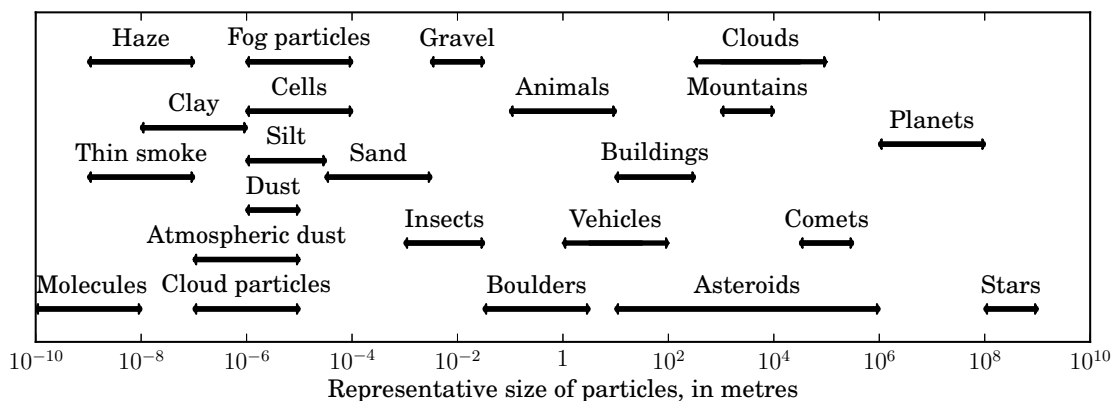 Haze Fog particles Gravel Clouds
Cells Animals Mountains
Clay
Planets
Silt
Thin smoke Sand Buildings
Dust
Insects Vehicles Comets
Atmospheric dust
Molecules Cloud particles Boulders Asteroids Stars
10^−10 10^−8 10^−6 10^−4 10^−2 1 10^2 10^4 10^6 10^8 10^10
Representative size of particles, in metres